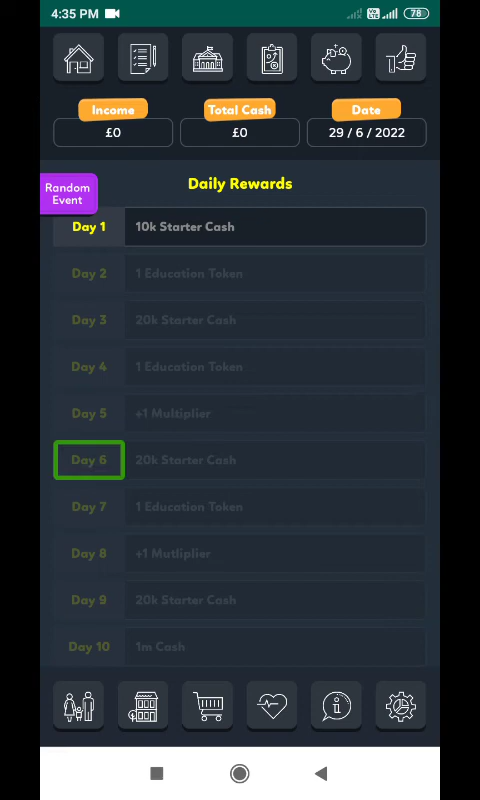 4:35 PM
Vo LTE 78
Income
Total Cash
Date
£0
£0
29 / 6 / 2022
Random
Event
Daily Rewards
Day 1 10k Starter Cash
Day 2 1 Education Token
Day 3 20k Starter Cash
Day 4 1 Education Token
Day 5 +1 Multiplier
Day 6 20k Starter Cash
Day 7 1 Education Token
Day 8 +1 Mutliplier
Day 9 20k Starter Cash
Day 10 1m Cash